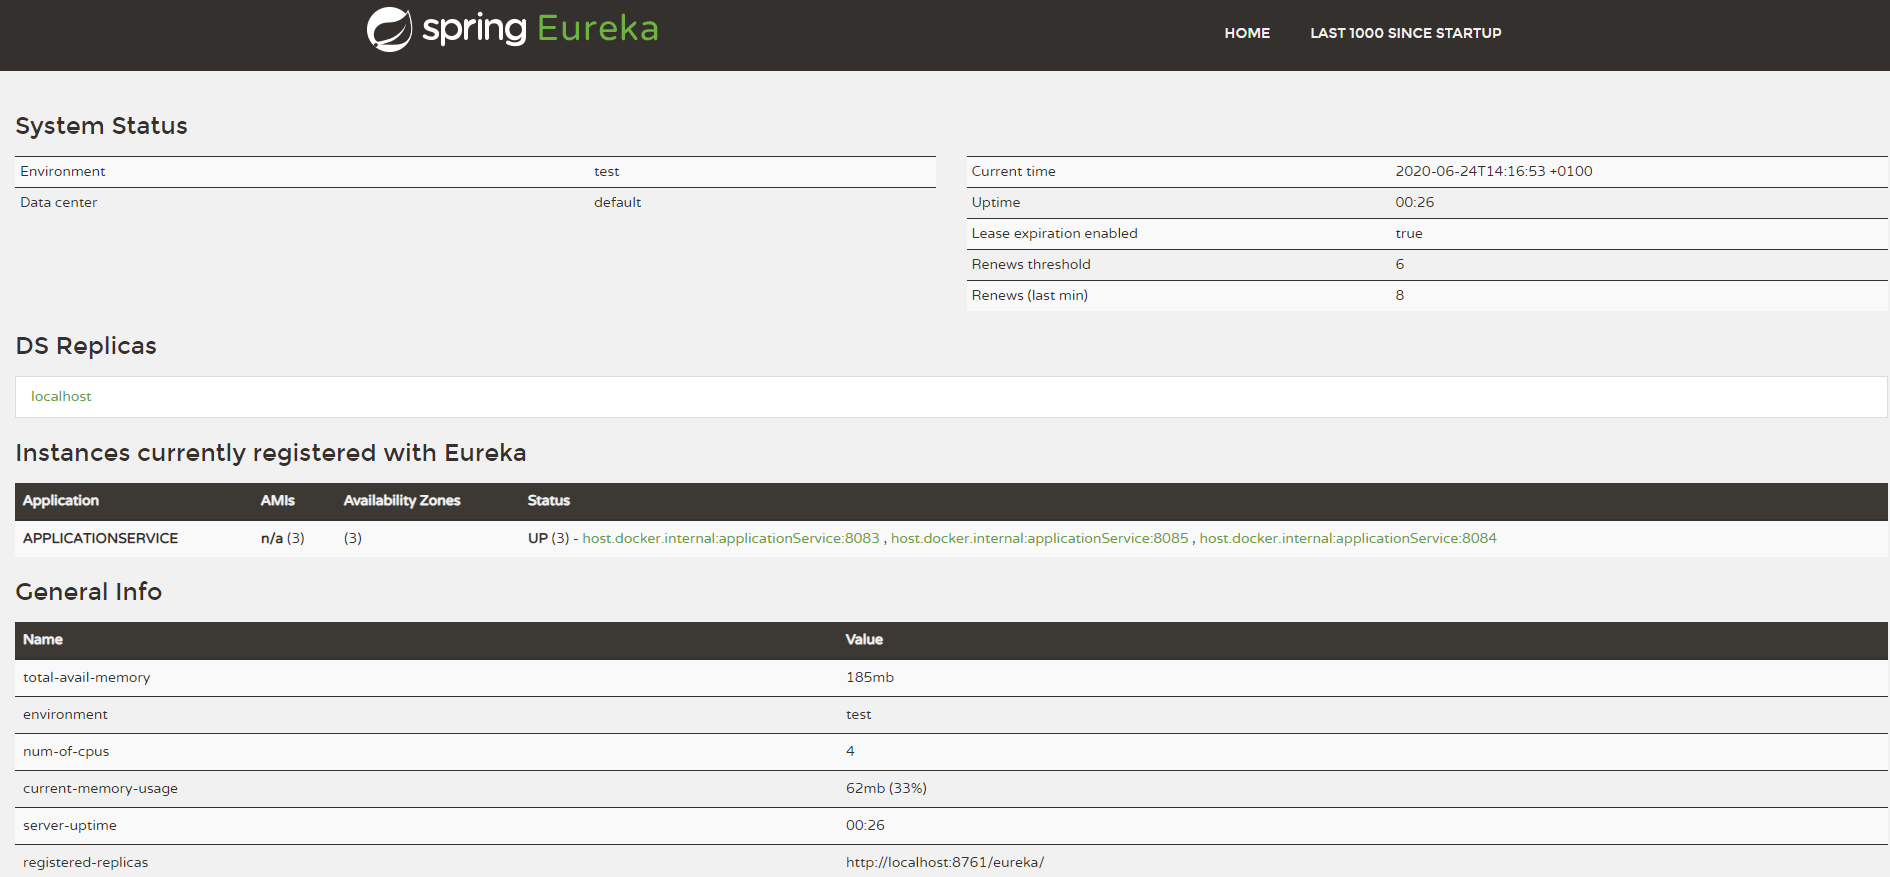 spring Eureka
HOME LAST 1000 SINCE STARTUP
System Status
Environment test
Data center default
Current time 2020-06-24T14:16:53 +0100
Uptime 00:26
Lease expiration enabled true
Renews threshold 6
Renews (last min) 8
DS Replicas
localhost
Instances currently registered with Eureka
Application AMIs Availability Zones Status
APPLICATIONSERVICE n/a (3) (3) UP (3) - host.docker.internal:applicationService:8083 , host.docker.internal:applicationService:8085 , host.docker.internal:applicationService:8084
General Info
Name Value
total-avail-memory 185mb
environment test
num-of-cpus 4
current-memory-usage 62mb (33%)
server-uptime 00:26
registered-replicas http://localhost:8761/eureka/